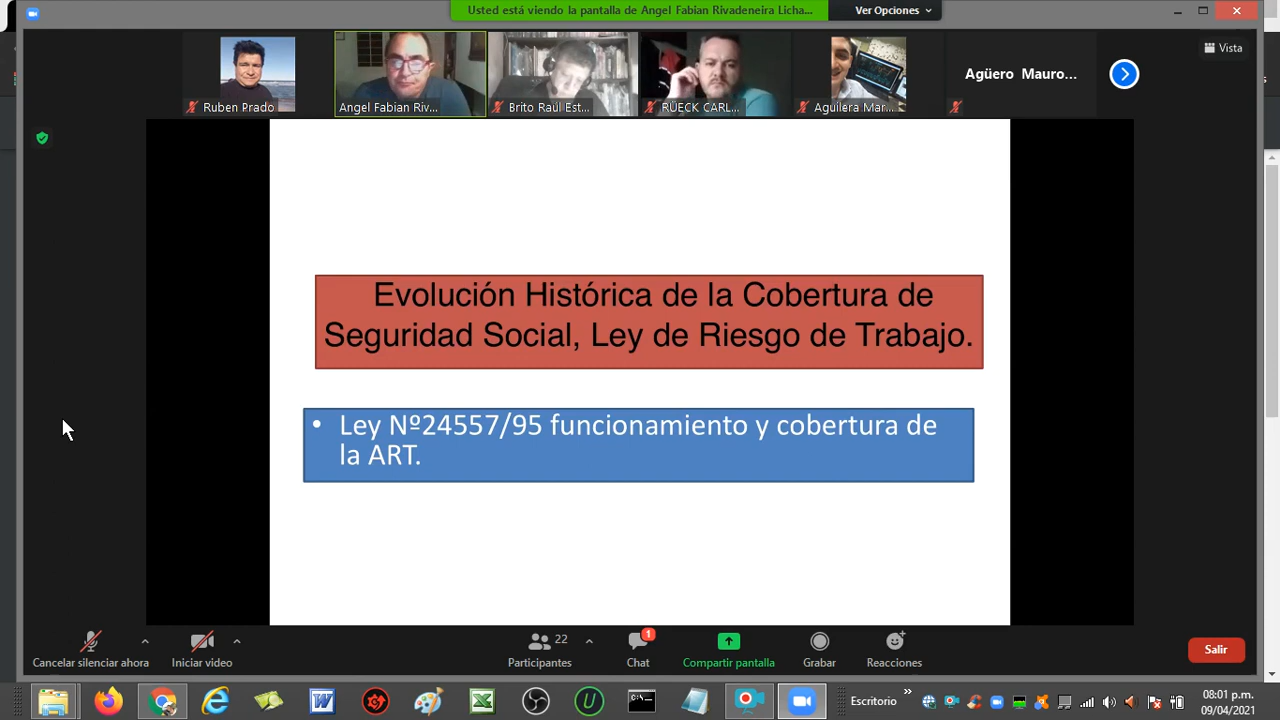 Usted está viendo la pantalla de Angel Fabian Rivadeneira Licha...
Ver Opciones
Vista
Ruben Prado
Angel Fabian Riv...
Brito Raúl Est...
RÜECK CARL...
Aguilera Mar...
Agüero Mauro...
Evolución Histórica de la Cobertura de
Seguridad Social, Ley de Riesgo de Trabajo.
• Ley Nº24557/95 funcionamiento y cobertura de
la ART.
Cancelar silenciar ahora
Iniciar video
22
Participantes
1
Chat
Compartir pantalla
Grabar
Reacciones
Salir
Escritorio
08:01 p.m.
09/04/2021